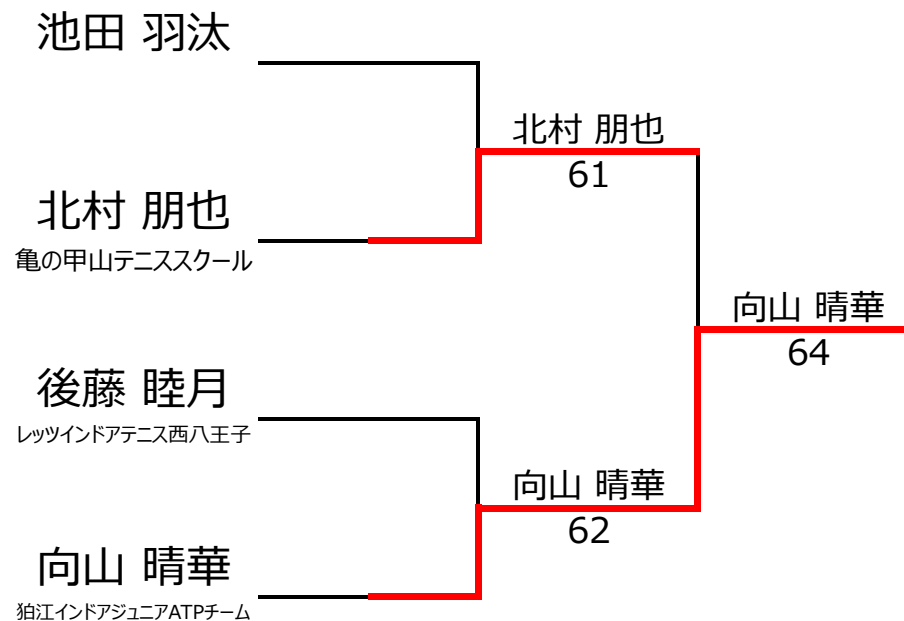 池田 羽汰
北村 朋也
61
北村 朋也
亀の甲山テニススクール
向山 晴華
64
後藤 睦月
レッツインドアテニス西八王子
向山 晴華
62
向山 晴華
狛江インドアジュニアATPチーム